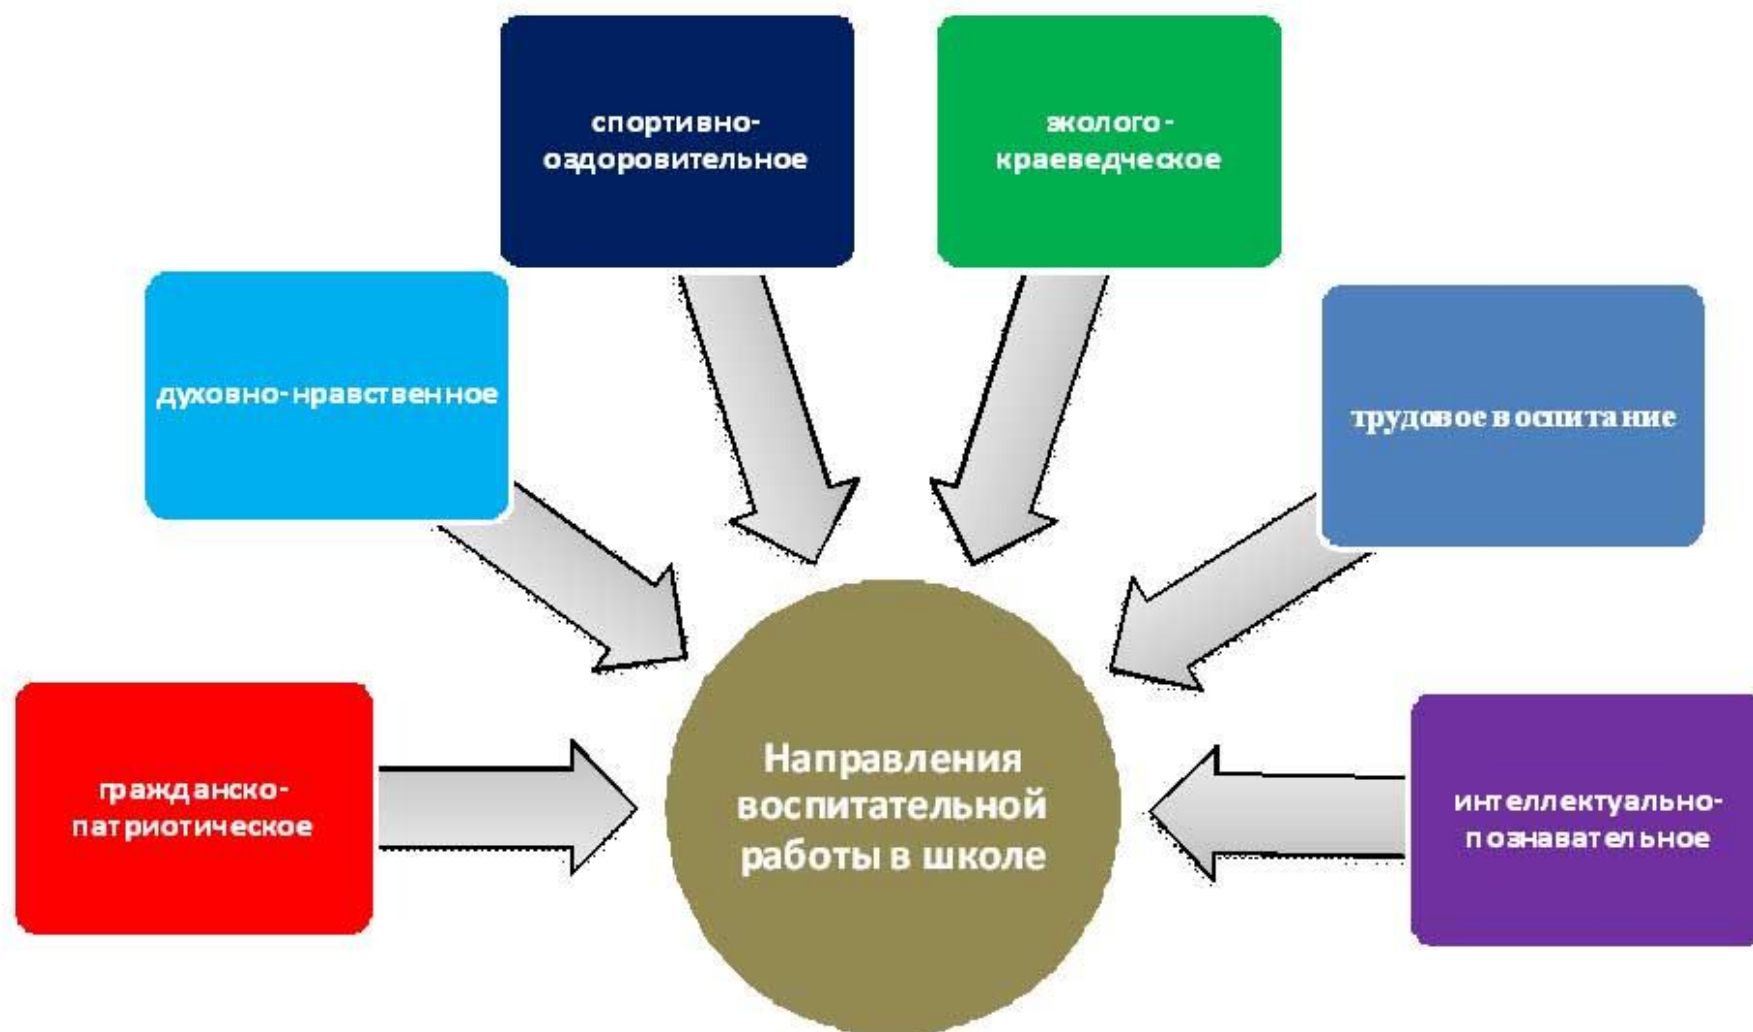 спортивно-
оздоровительное
эколого-
краеведческое
духовно-нравственное
трудовое воспитание
гражданско-
патриотическое
Направления
воспитательной
работы в школе
интеллектуально-
познавательное